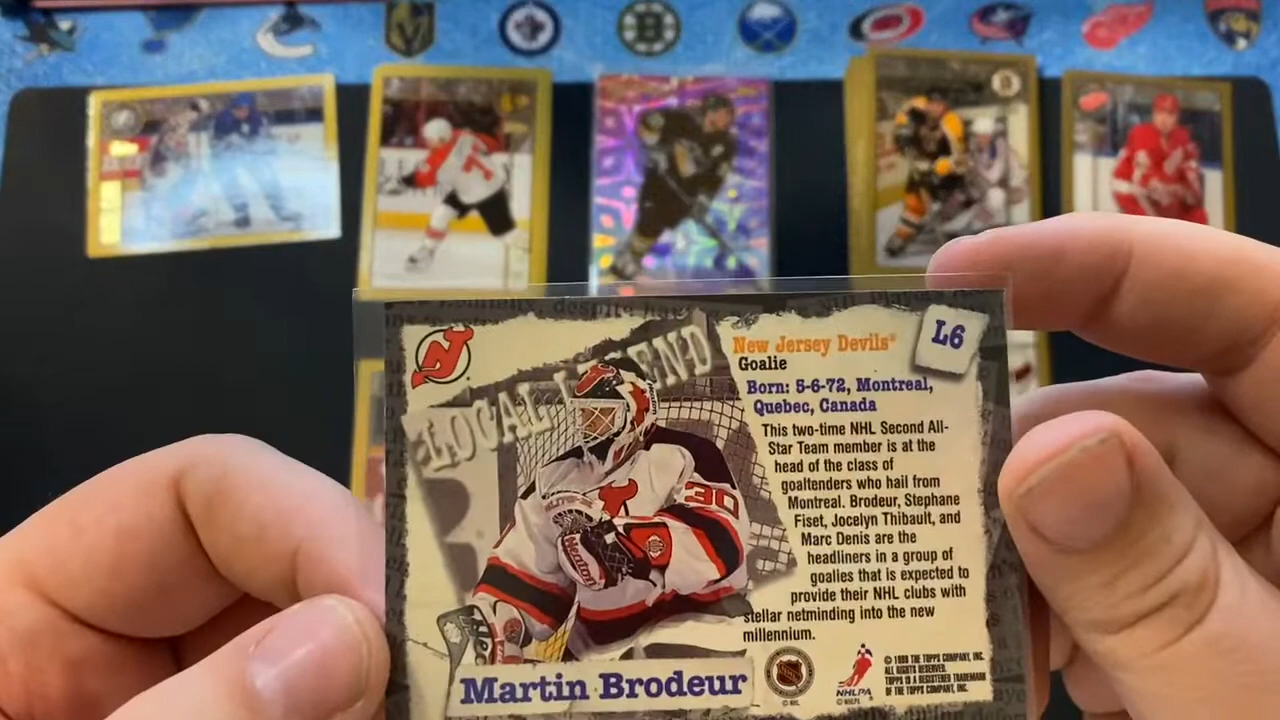 LOCAL LEGEND
L6
New Jersey Devils®
Goalie
Born: 5-6-72, Montreal,
Quebec, Canada
This two-time NHL Second All-
Star Team member is at the
head of the class of
goaltenders who hail from
Montreal. Brodeur, Stephane
Fiset, Jocelyn Thibault, and
Marc Denis are the
headliners in a group of
goalies that is expected to
provide their NHL clubs with
stellar netminding into the new
millennium.
30
Martin Brodeur
© NHL
NHLPA
© NHLPA
© 1999 THE TOPPS COMPANY, INC.
ALL RIGHTS RESERVED.
TOPPS IS A REGISTERED TRADEMARK
OF THE TOPPS COMPANY, INC.